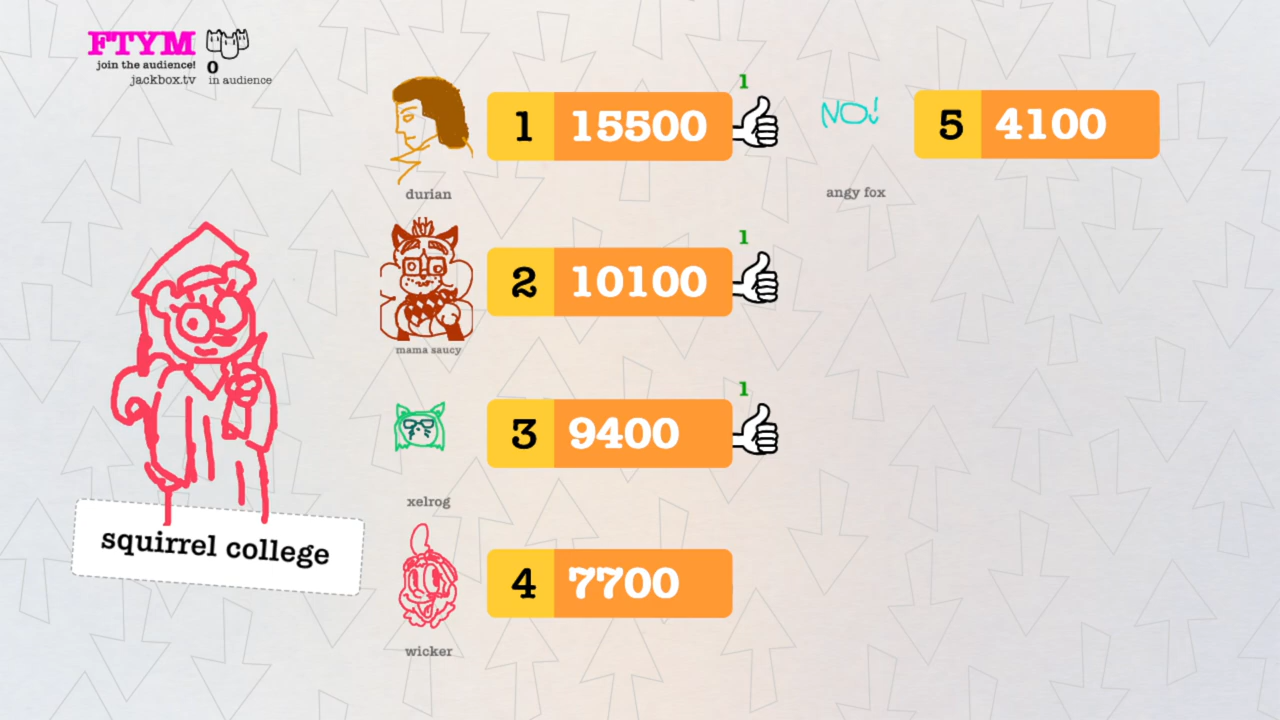 FTYM
join the audience!
jackbox.tv
0
in audience
1 15500
1
durian
2 10100
1
mama saucy
3 9400
1
xelrog
4 7700
wicker
NO!
5 4100
angy fox
squirrel college